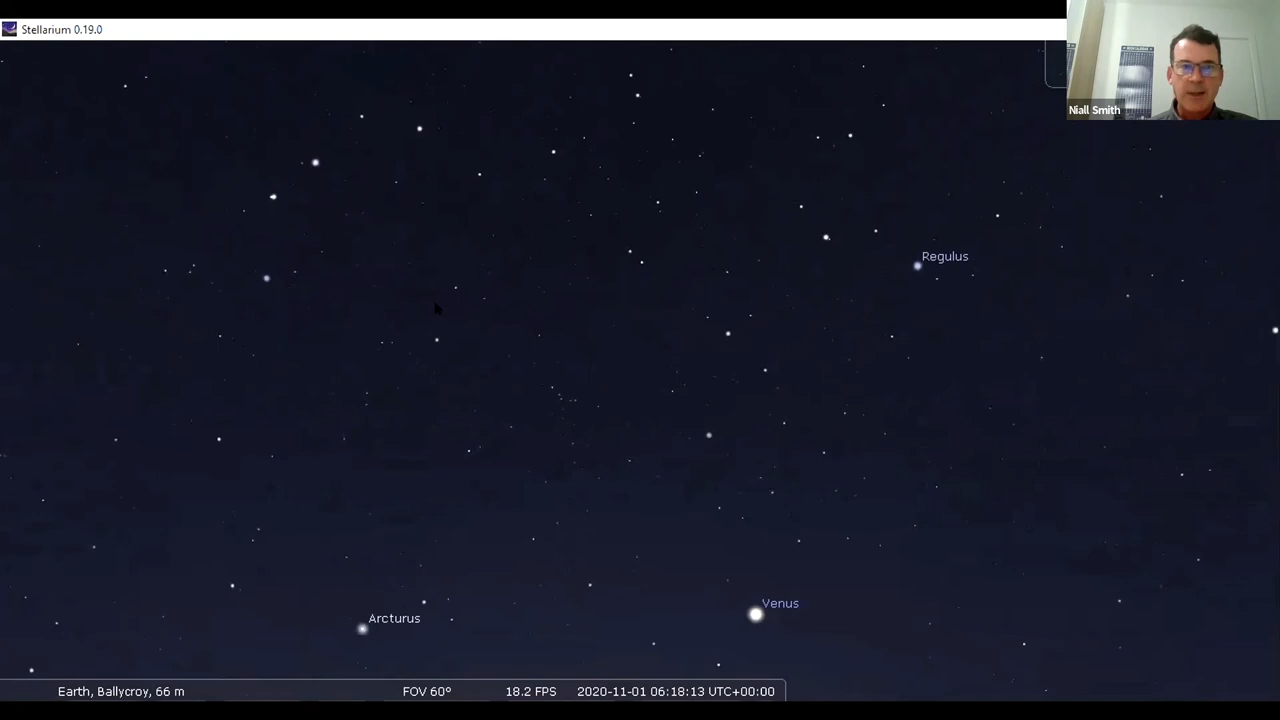 Stellarium 0.19.0
Niall Smith
Regulus
Venus
Arcturus
Earth, Ballycroy, 66 m
FOV 60°
18.2 FPS
2020-11-01 06:18:13 UTC+00:00